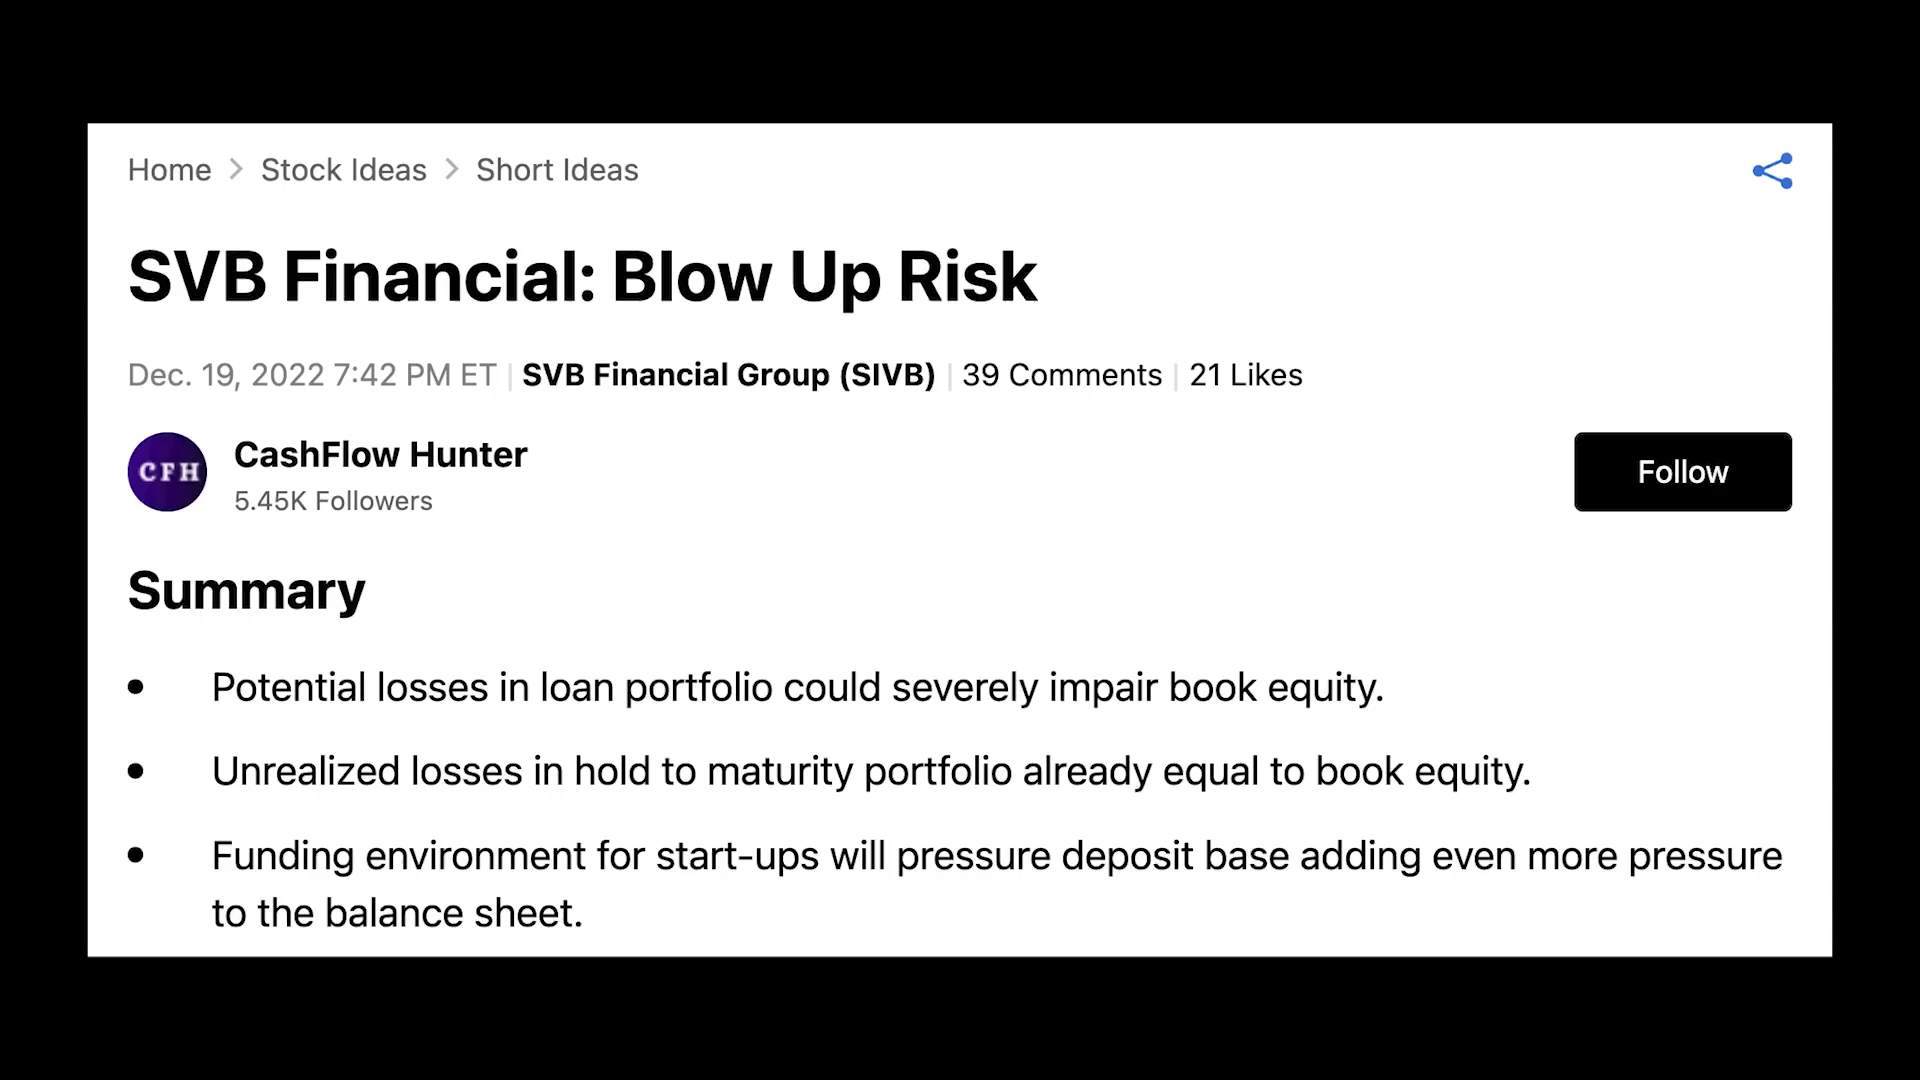 Home > Stock Ideas > Short Ideas
SVB Financial: Blow Up Risk
Dec. 19, 2022 7:42 PM ET | SVB Financial Group (SIVB) | 39 Comments | 21 Likes
CFH
CashFlow Hunter
5.45K Followers
Follow
Summary
• Potential losses in loan portfolio could severely impair book equity.
• Unrealized losses in hold to maturity portfolio already equal to book equity.
• Funding environment for start-ups will pressure deposit base adding even more pressure
to the balance sheet.